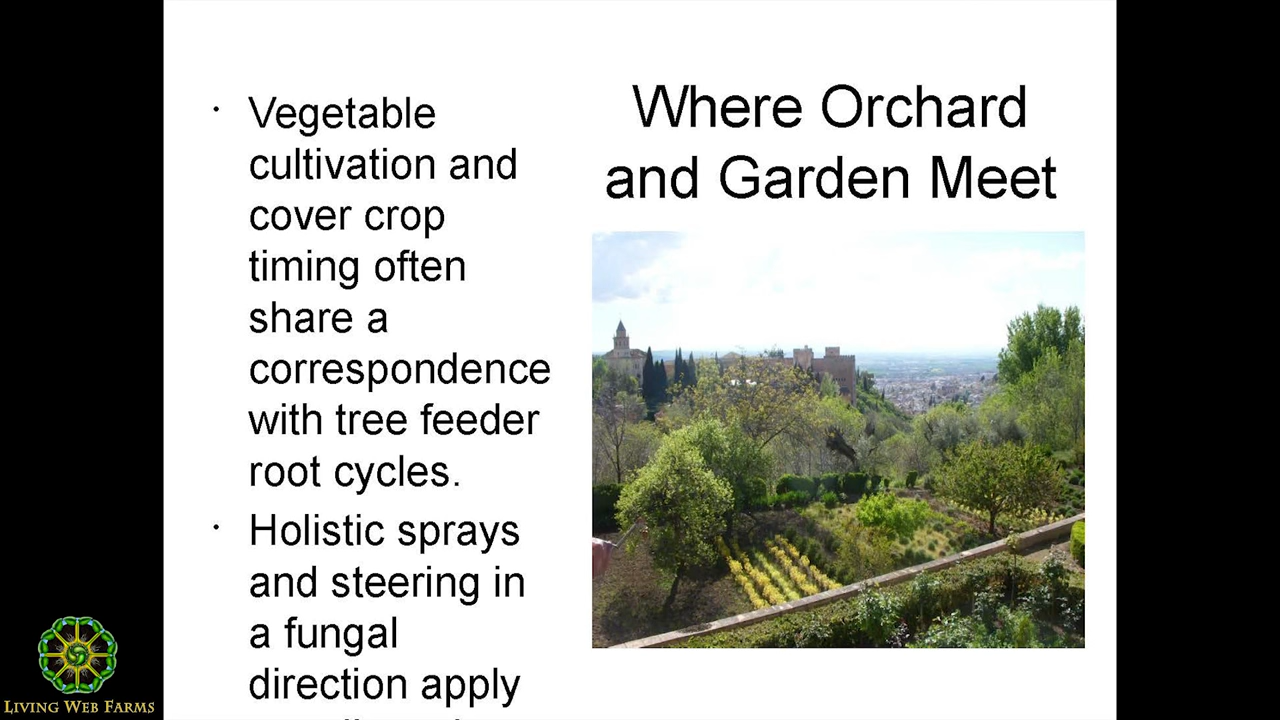 Where Orchard
and Garden Meet
· Vegetable
cultivation and
cover crop
timing often
share a
correspondence
with tree feeder
root cycles.
· Holistic sprays
and steering in
a fungal
direction apply
LIVING WEB FARMS